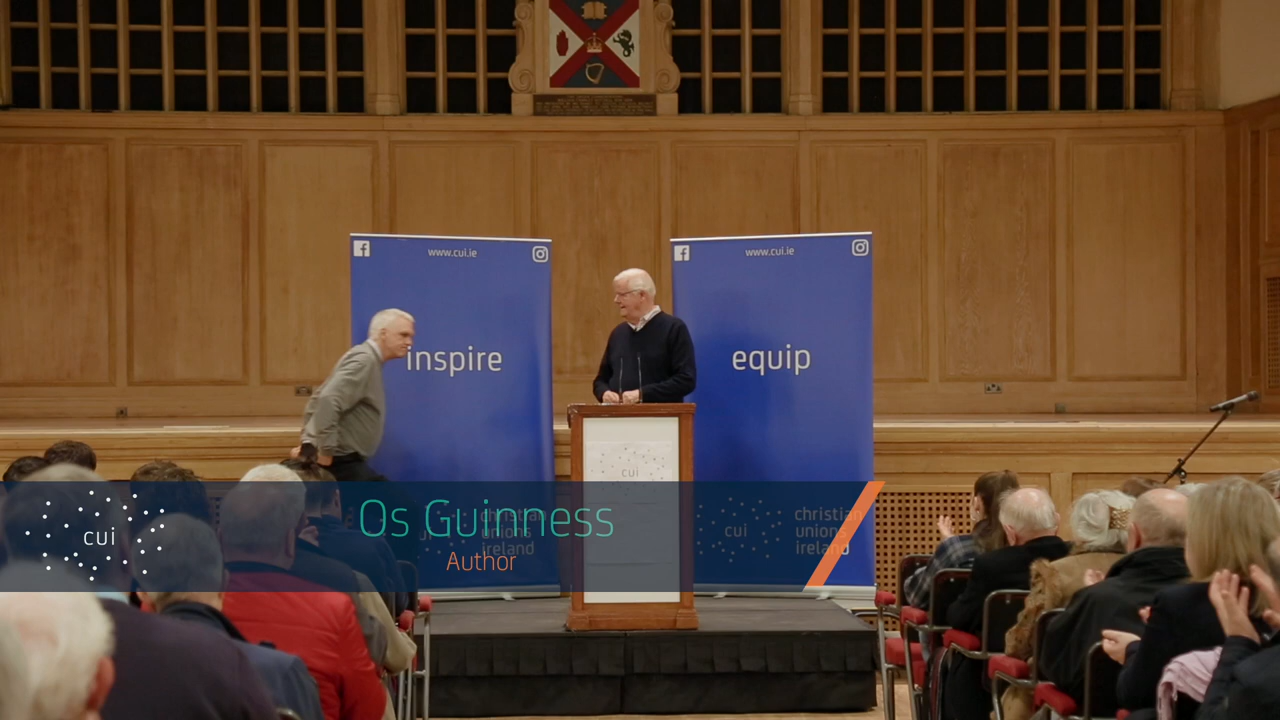 www.cui.ie
inspire
www.cui.ie
equip
cui
cui
Os Guinness
Author
christian
unions
ireland
cui
christian
unions
ireland